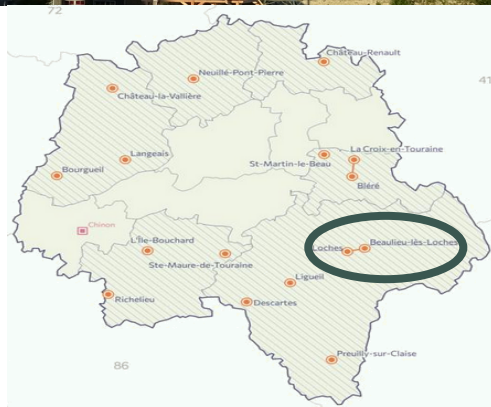 72
Château-Renault
Neuillé-Pont-Pierre
41
Château-la-Vallière
La Croix-en-Touraine
Langeais
St-Martin-le-Beau
Bourgueil
Bléré
Chinon
L'Île-Bouchard
Loches
Beaulieu-lès-Loches
Ste-Maure-de-Touraine
Ligueil
Richelieu
Descartes
Preuilly-sur-Claise
86